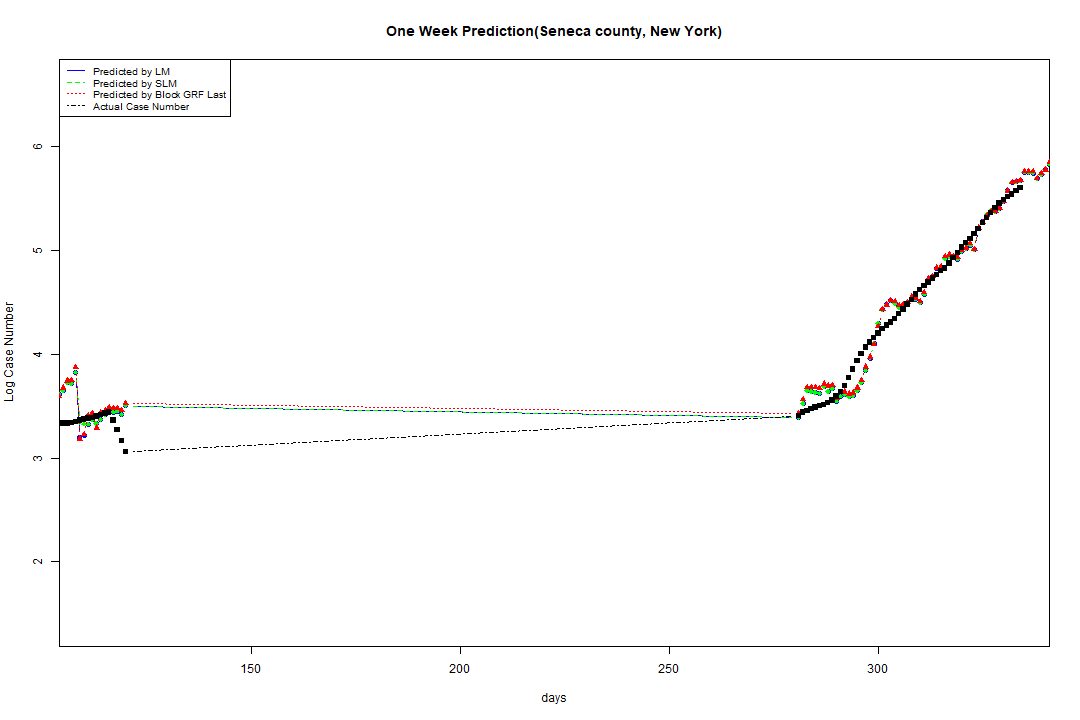 One Week Prediction(Seneca county, New York)
Predicted by LM
Predicted by SLM
Predicted by Block GRF Last
Actual Case Number
6
5
4
3
2
Log Case Number
150 200 250 300
days